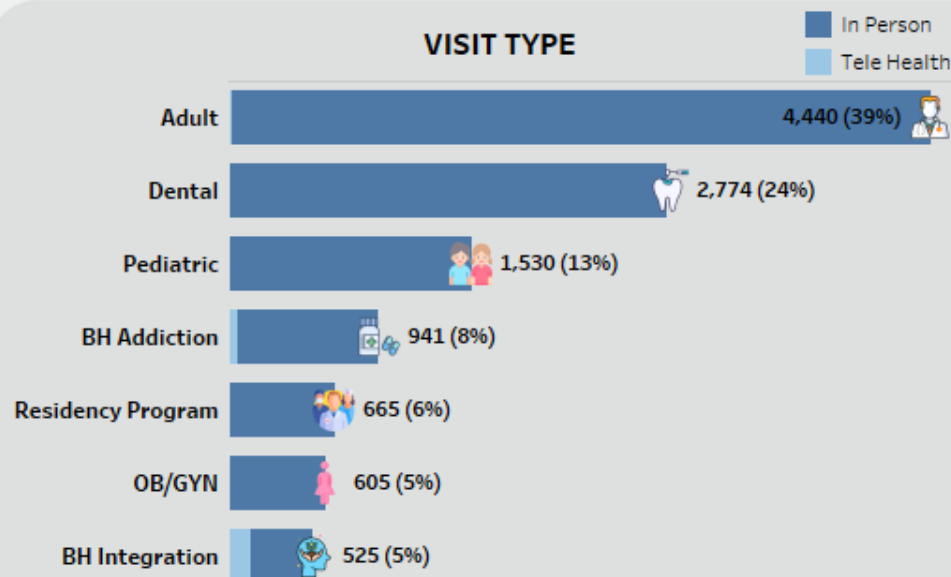 VISIT TYPE
In Person
Tele Health
Adult 4,440 (39%)
Dental 2,774 (24%)
Pediatric 1,530 (13%)
BH Addiction 941 (8%)
Residency Program 665 (6%)
OB/GYN 605 (5%)
BH Integration 525 (5%)